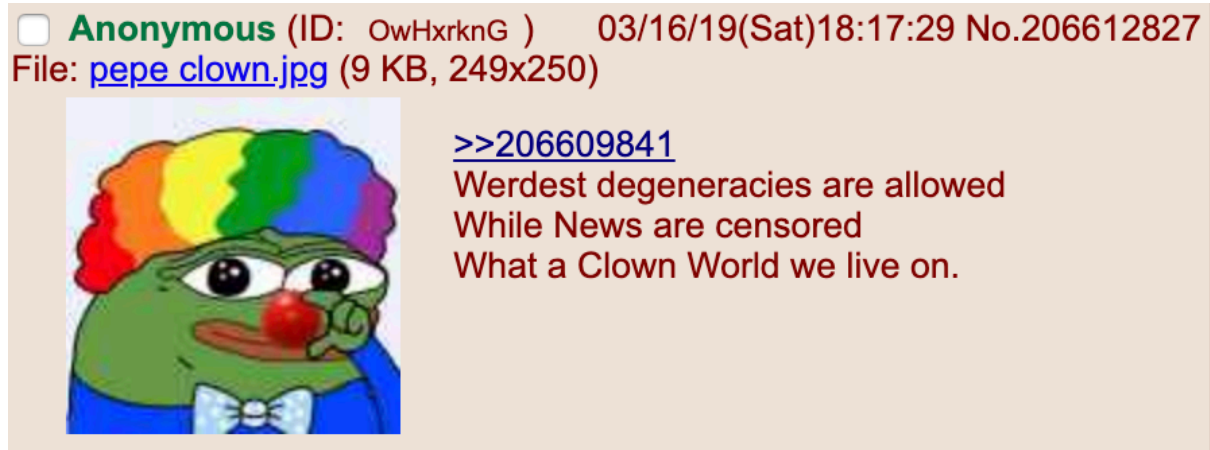 Anonymous (ID: OwHxrknG ) 03/16/19(Sat)18:17:29 No.206612827
File: pepe clown.jpg (9 KB, 249x250)
>>206609841
Werdest degeneracies are allowed
While News are censored
What a Clown World we live on.